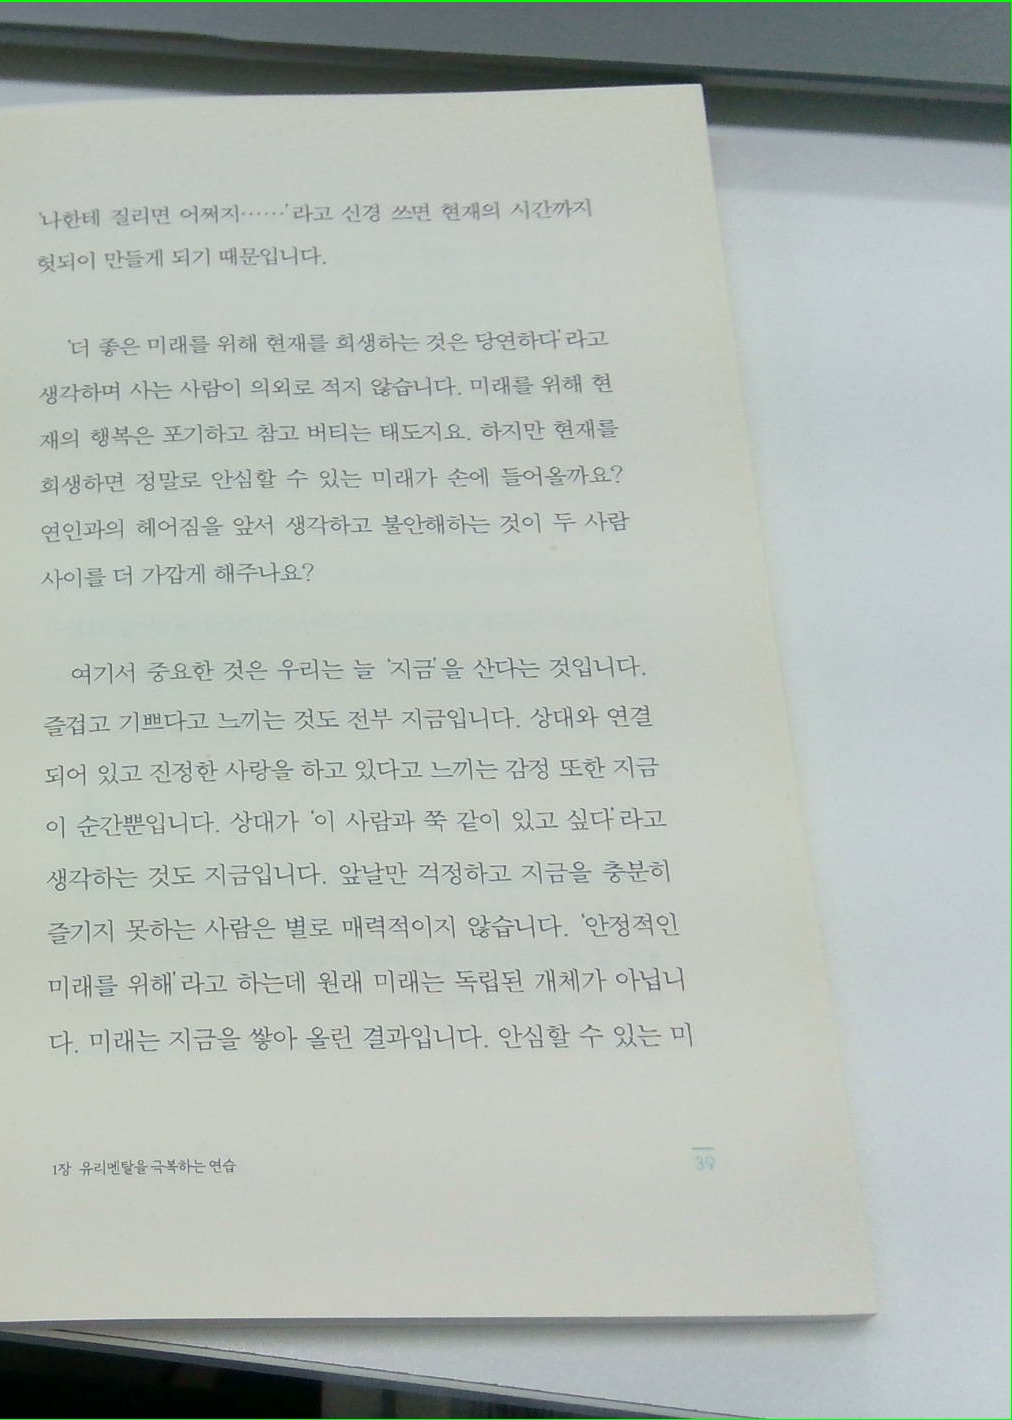 '나한테 질리면 어쩌지……'라고 신경 쓰면 현재의 시간까지
헛되이 만들게 되기 때문입니다.
'더 좋은 미래를 위해 현재를 희생하는 것은 당연하다'라고
생각하며 사는 사람이 의외로 적지 않습니다. 미래를 위해 현
재의 행복은 포기하고 참고 버티는 태도지요. 하지만 현재를
희생하면 정말로 안심할 수 있는 미래가 손에 들어올까요?
연인과의 헤어짐을 앞서 생각하고 불안해하는 것이 두 사람
사이를 더 가깝게 해주나요?
여기서 중요한 것은 우리는 늘 '지금'을 산다는 것입니다.
즐겁고 기쁘다고 느끼는 것도 전부 지금입니다. 상대와 연결
되어 있고 진정한 사랑을 하고 있다고 느끼는 감정 또한 지금
이 순간뿐입니다. 상대가 '이 사람과 쭉 같이 있고 싶다'라고
생각하는 것도 지금입니다. 앞날만 걱정하고 지금을 충분히
즐기지 못하는 사람은 별로 매력적이지 않습니다. '안정적인
미래를 위해'라고 하는데 원래 미래는 독립된 개체가 아닙니
다. 미래는 지금을 쌓아 올린 결과입니다. 안심할 수 있는 미
1장 유리멘탈을 극복하는 연습
39